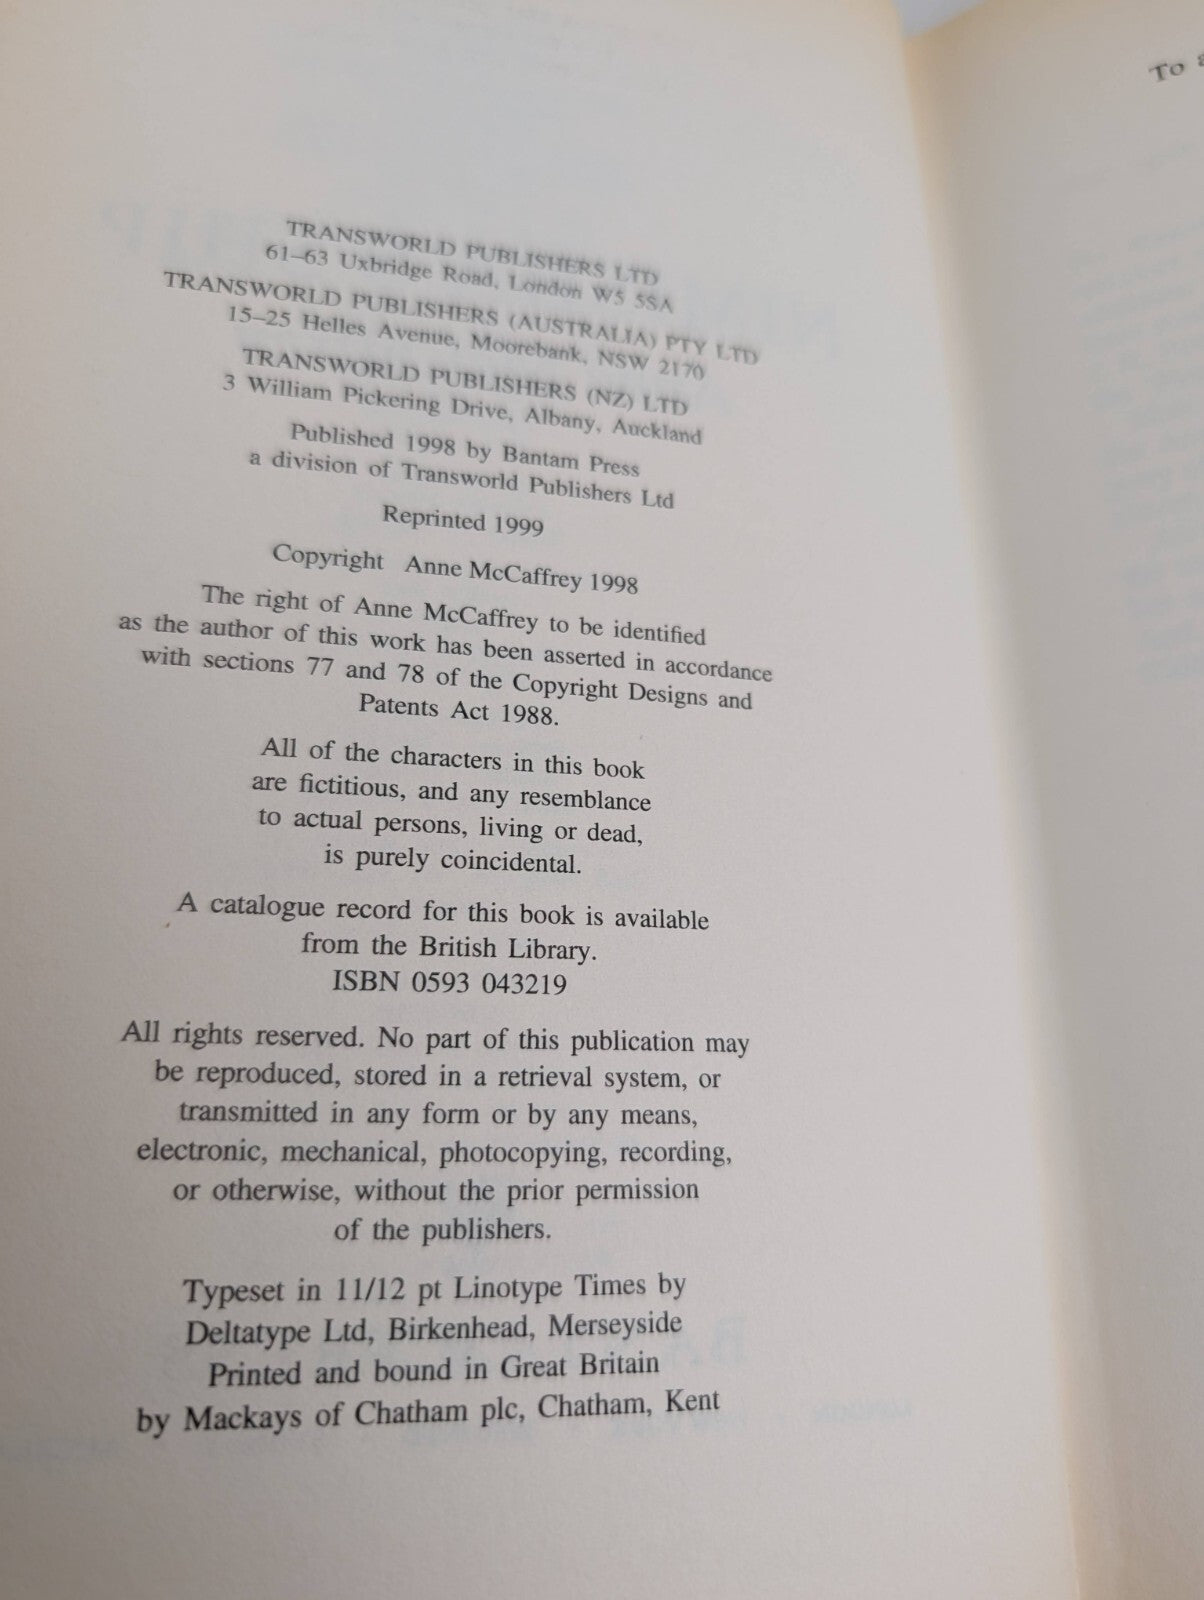 TRANSWORLD PUBLISHERS LTD
61–63 Uxbridge Road, London W5 5SA
TRANSWORLD PUBLISHERS (AUSTRALIA) PTY LTD
15–25 Helles Avenue, Moorebank, NSW 2170
TRANSWORLD PUBLISHERS (NZ) LTD
3 William Pickering Drive, Albany, Auckland
Published 1998 by Bantam Press
a division of Transworld Publishers Ltd
Reprinted 1999
Copyright Anne McCaffrey 1998
The right of Anne McCaffrey to be identified
as the author of this work has been asserted in accordance
with sections 77 and 78 of the Copyright Designs and
Patents Act 1988.
All of the characters in this book
are fictitious, and any resemblance
to actual persons, living or dead,
is purely coincidental.
A catalogue record for this book is available
from the British Library.
ISBN 0593 043219
All rights reserved. No part of this publication may
be reproduced, stored in a retrieval system, or
transmitted in any form or by any means,
electronic, mechanical, photocopying, recording,
or otherwise, without the prior permission
of the publishers.
Typeset in 11/12 pt Linotype Times by
Deltatype Ltd, Birkenhead, Merseyside
Printed and bound in Great Britain
by Mackays of Chatham plc, Chatham, Kent
To